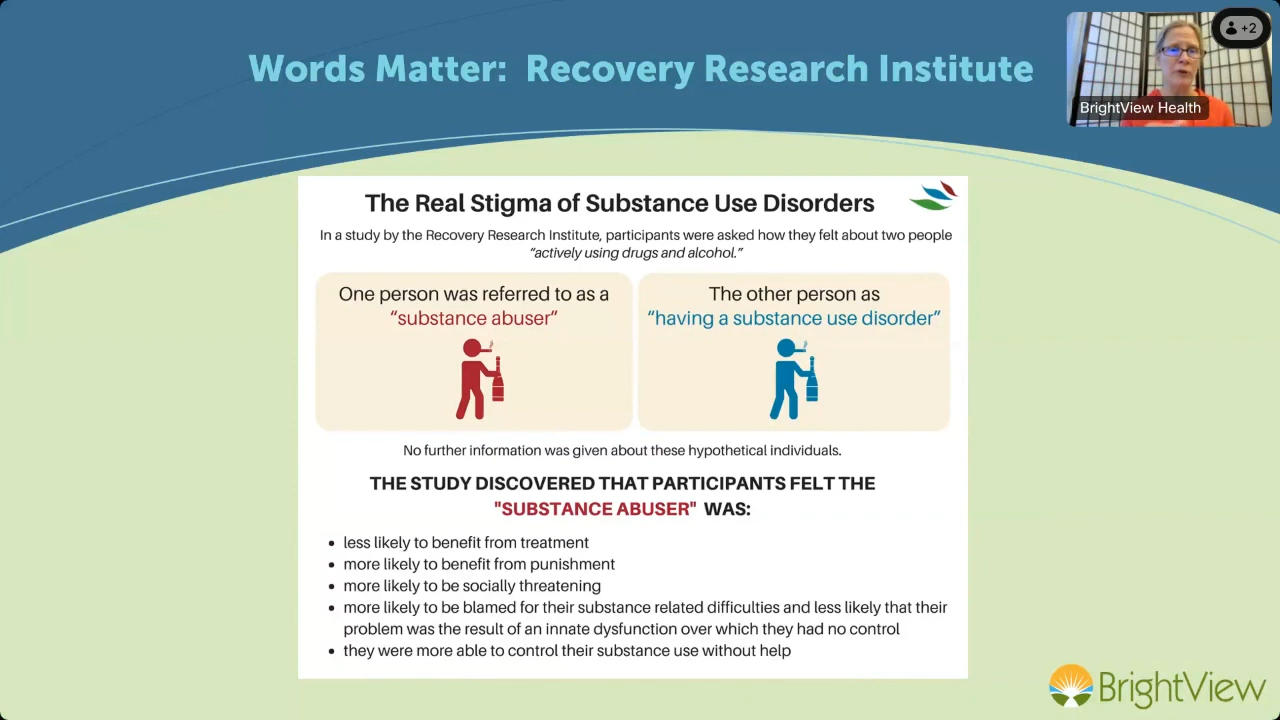 Words Matter: Recovery Research Institute
+2
BrightView Health
The Real Stigma of Substance Use Disorders
In a study by the Recovery Research Institute, participants were asked how they felt about two people
“actively using drugs and alcohol.”
One person was referred to as a
“substance abuser”
The other person as
“having a substance use disorder”
No further information was given about these hypothetical individuals.
THE STUDY DISCOVERED THAT PARTICIPANTS FELT THE
"SUBSTANCE ABUSER" WAS:
• less likely to benefit from treatment
• more likely to benefit from punishment
• more likely to be socially threatening
• more likely to be blamed for their substance related difficulties and less likely that their
problem was the result of an innate dysfunction over which they had no control
• they were more able to control their substance use without help
BrightView